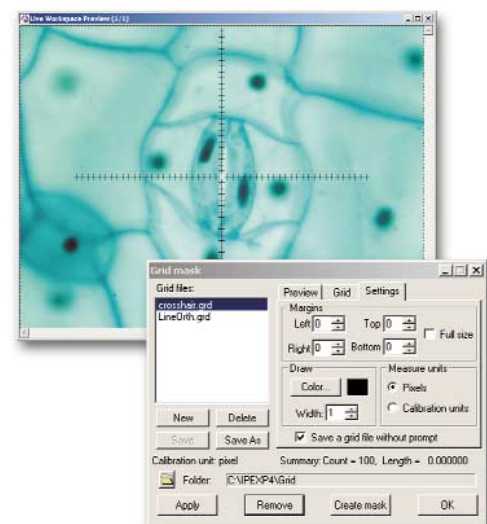 Live Workspace Preview (1/1)
Grid mask
Grid files:
crosshair.grd
LineOrth.grd
Preview Grid Settings
Margins
Left 0 Top 0 Full size
Right 0 Bottom 0
Draw
Color...
Width: 1
Measure units
Pixels
Calibration units
New Delete
Save Save As
Save a grid file without prompt
Calibration unit: pixel Summary: Count = 100, Length = 0.000000
Folder: C:\IPEXP4\Grid
Apply Remove Create mask OK